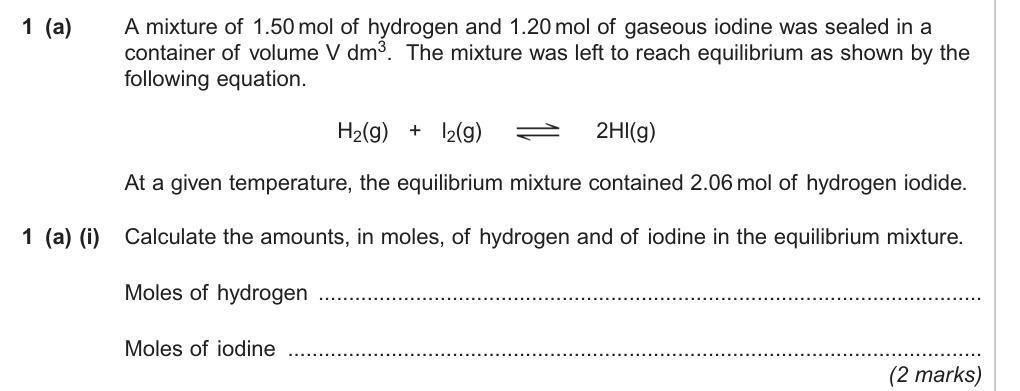 1 (a) A mixture of 1.50 mol of hydrogen and 1.20 mol of gaseous iodine was sealed in a
container of volume V dm³. The mixture was left to reach equilibrium as shown by the
following equation.
H₂(g) + I₂(g) ⇌ 2HI(g)
At a given temperature, the equilibrium mixture contained 2.06 mol of hydrogen iodide.
1 (a) (i) Calculate the amounts, in moles, of hydrogen and of iodine in the equilibrium mixture.
Moles of hydrogen ..............................................................................................................
Moles of iodine ....................................................................................................................
(2 marks)